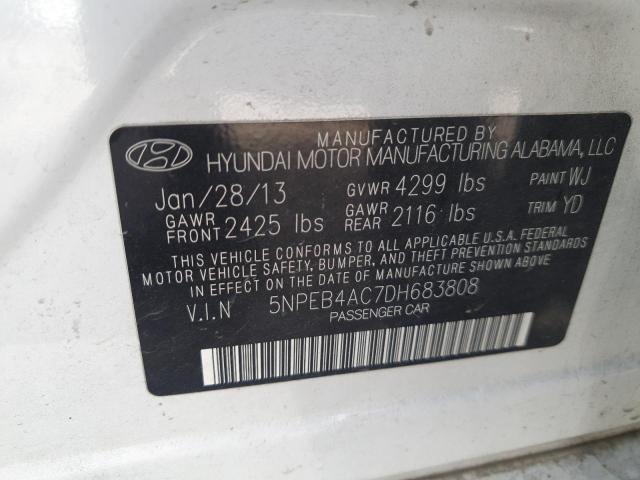 MANUFACTURED BY
HYUNDAI MOTOR MANUFACTURING ALABAMA, LLC
Jan/28/13 GVWR 4299 lbs PAINT WJ
GAWR FRONT 2425 lbs GAWR REAR 2116 lbs TRIM YD
THIS VEHICLE CONFORMS TO ALL APPLICABLE U.S.A. FEDERAL
MOTOR VEHICLE SAFETY, BUMPER, AND THEFT PREVENTION STANDARDS
IN EFFECT ON THE DATE OF MANUFACTURE SHOWN ABOVE.
V.I.N 5NPEB4AC7DH683808
PASSENGER CAR